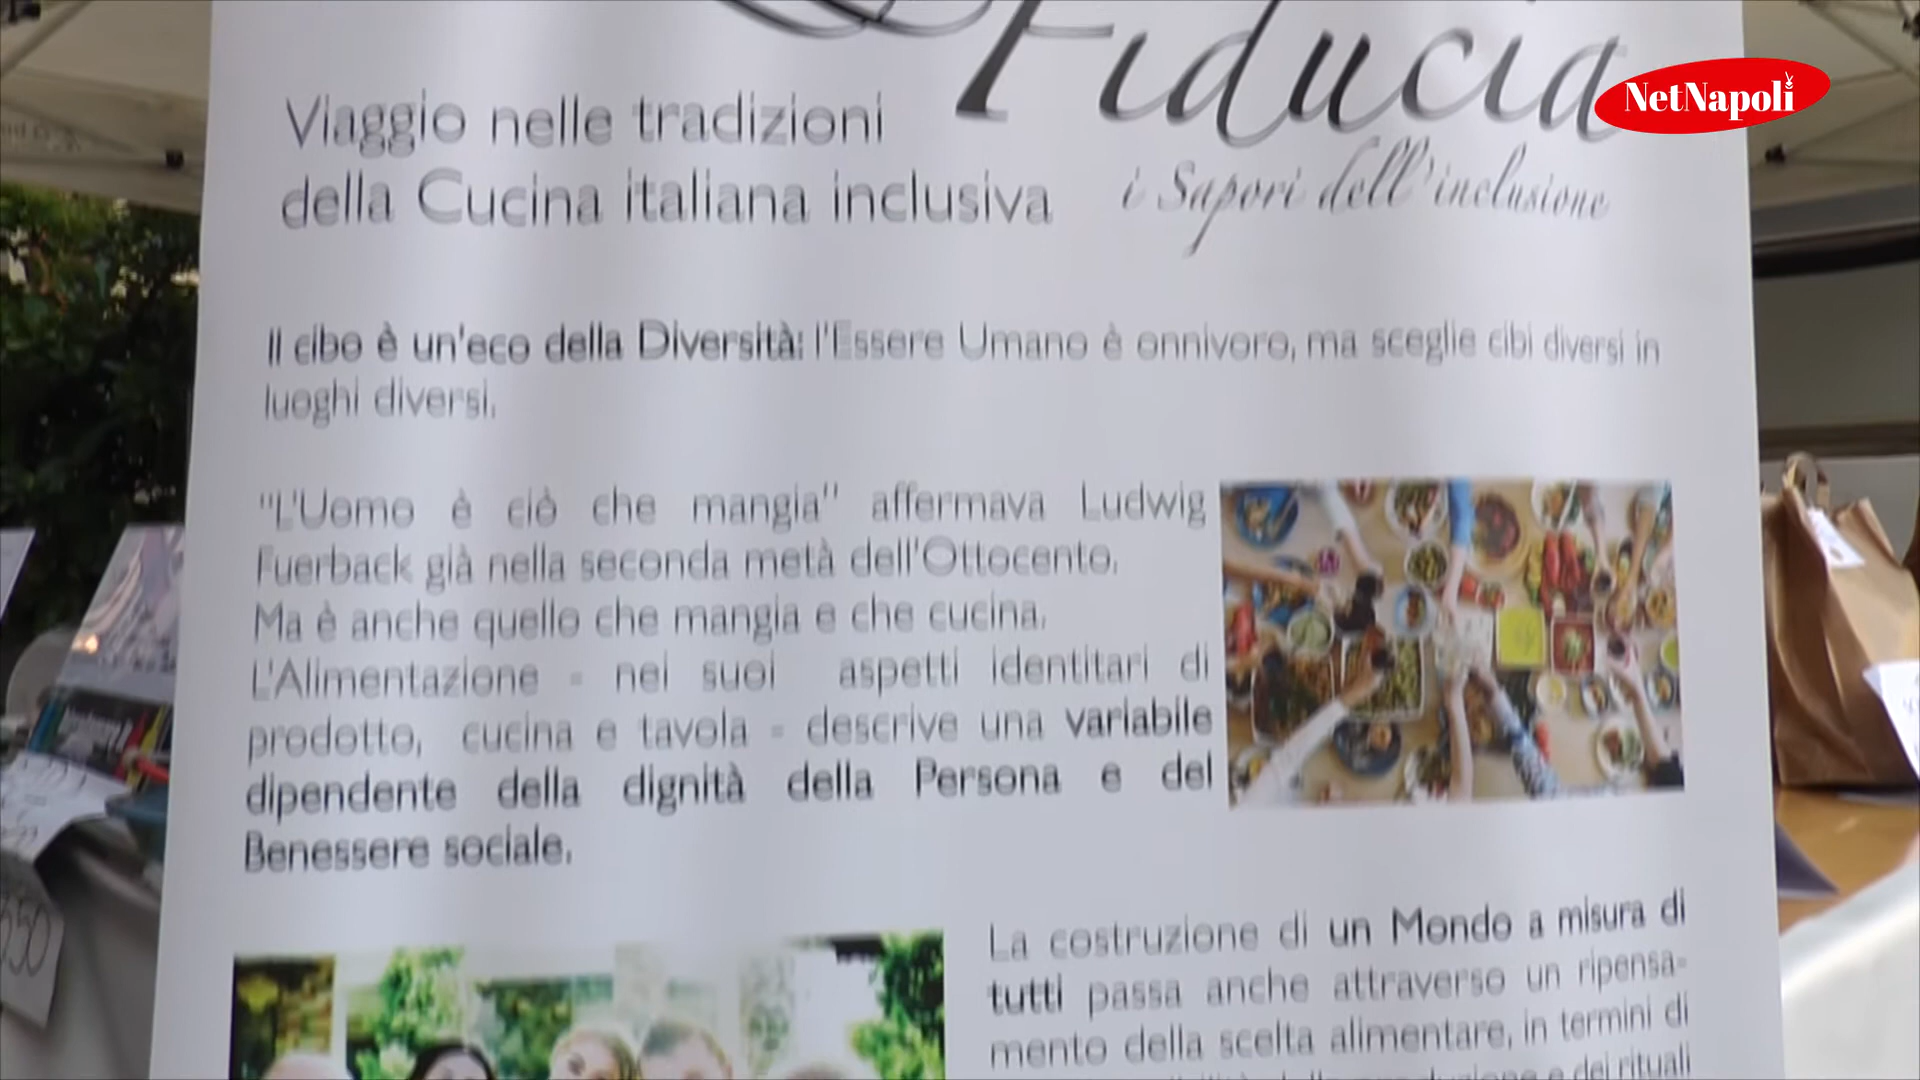 Fiducia
NetNapoli
Viaggio nelle tradizioni
della Cucina italiana inclusiva
i Sapori dell'inclusione
Il cibo è un'eco della Diversità: l'Essere Umano è onnivoro, ma sceglie cibi diversi in
luoghi diversi.
"L'Uomo è ciò che mangia" affermava Ludwig
Fuerback già nella seconda metà dell'Ottocento.
Ma è anche quello che mangia e che cucina.
L'Alimentazione - nei suoi aspetti identitari di
prodotto, cucina e tavola - descrive una variabile
dipendente della dignità della Persona e del
Benessere sociale.
La costruzione di un Mondo a misura di
tutti passa anche attraverso un ripensa-
mento della scelta alimentare, in termini di
e dei rituali
350